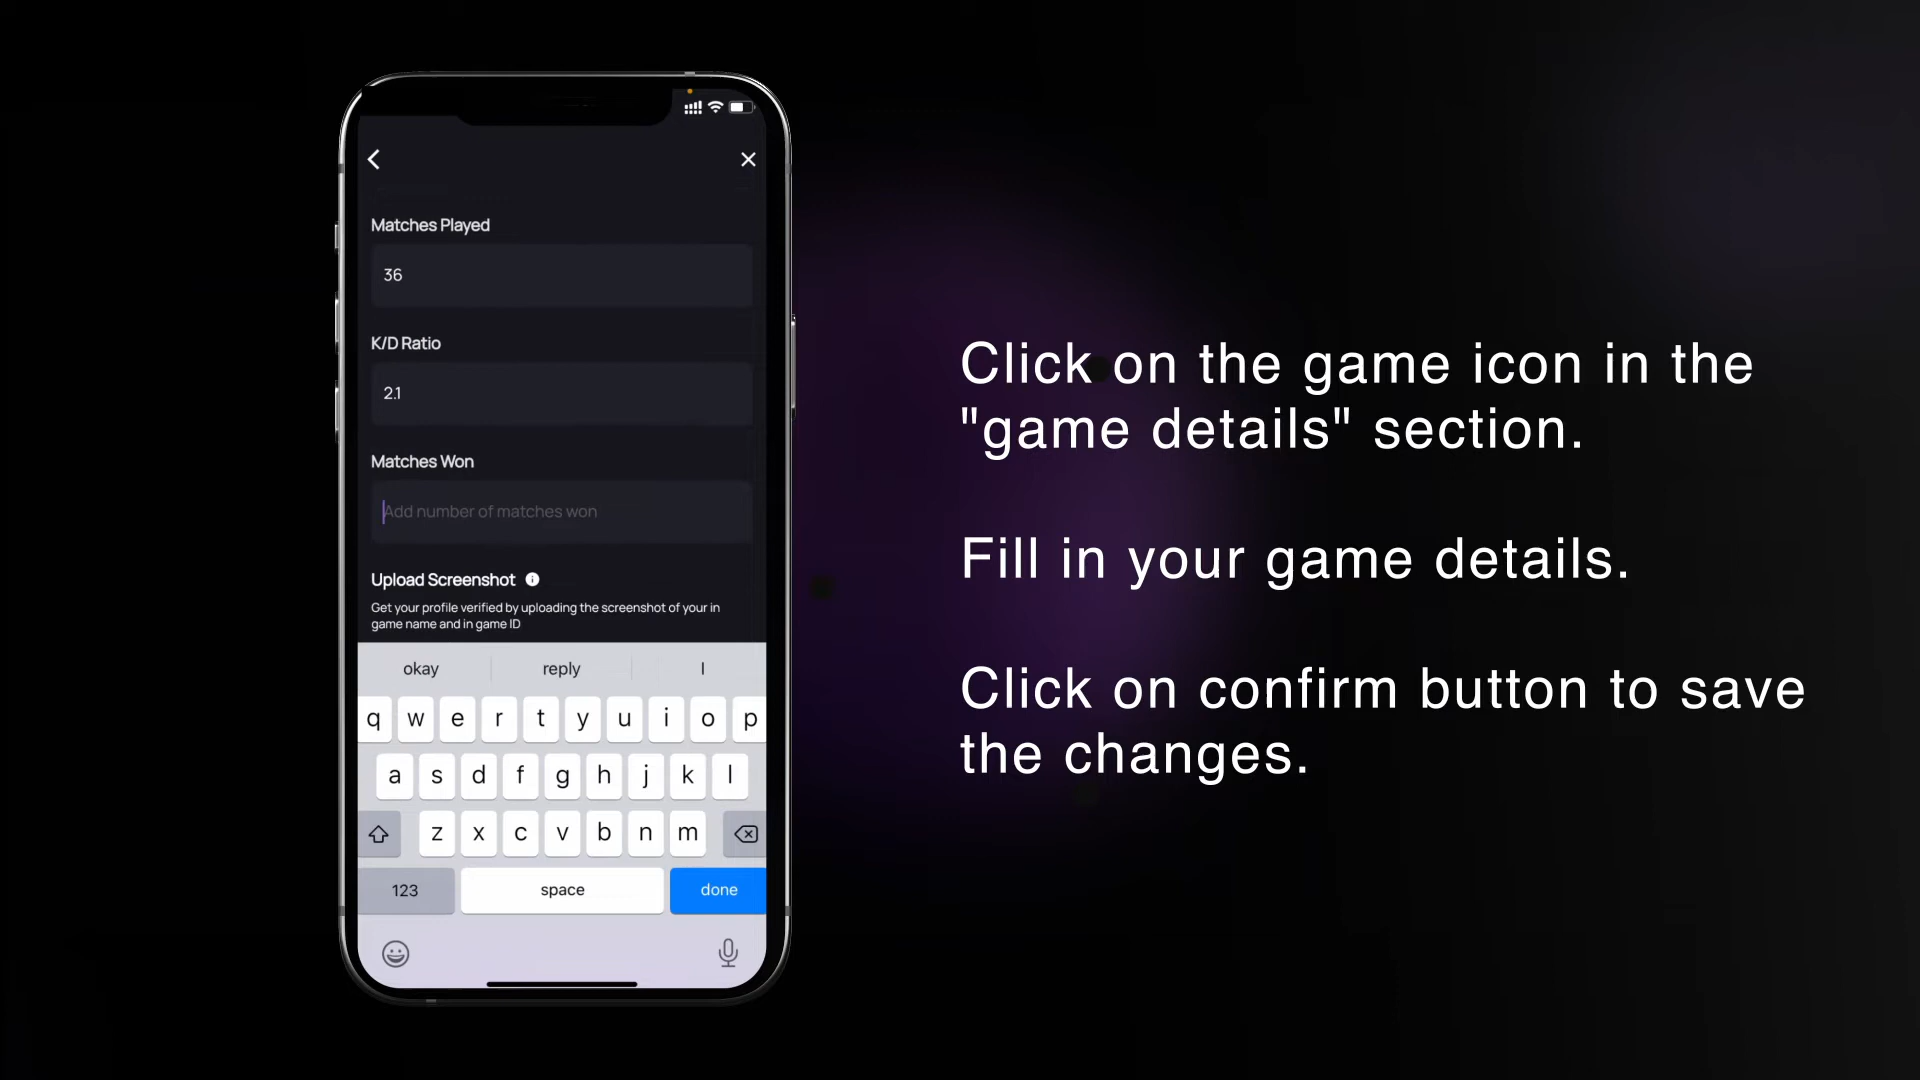 Matches Played
36
K/D Ratio
2.1
Matches Won
Add number of matches won
Upload Screenshot
Get your profile verified by uploading the screenshot of your in
game name and in game ID
okay reply I
q w e r t y u i o p
a s d f g h j k l
z x c v b n m
123 space done
Click on the game icon in the
"game details" section.
Fill in your game details.
Click on confirm button to save
the changes.